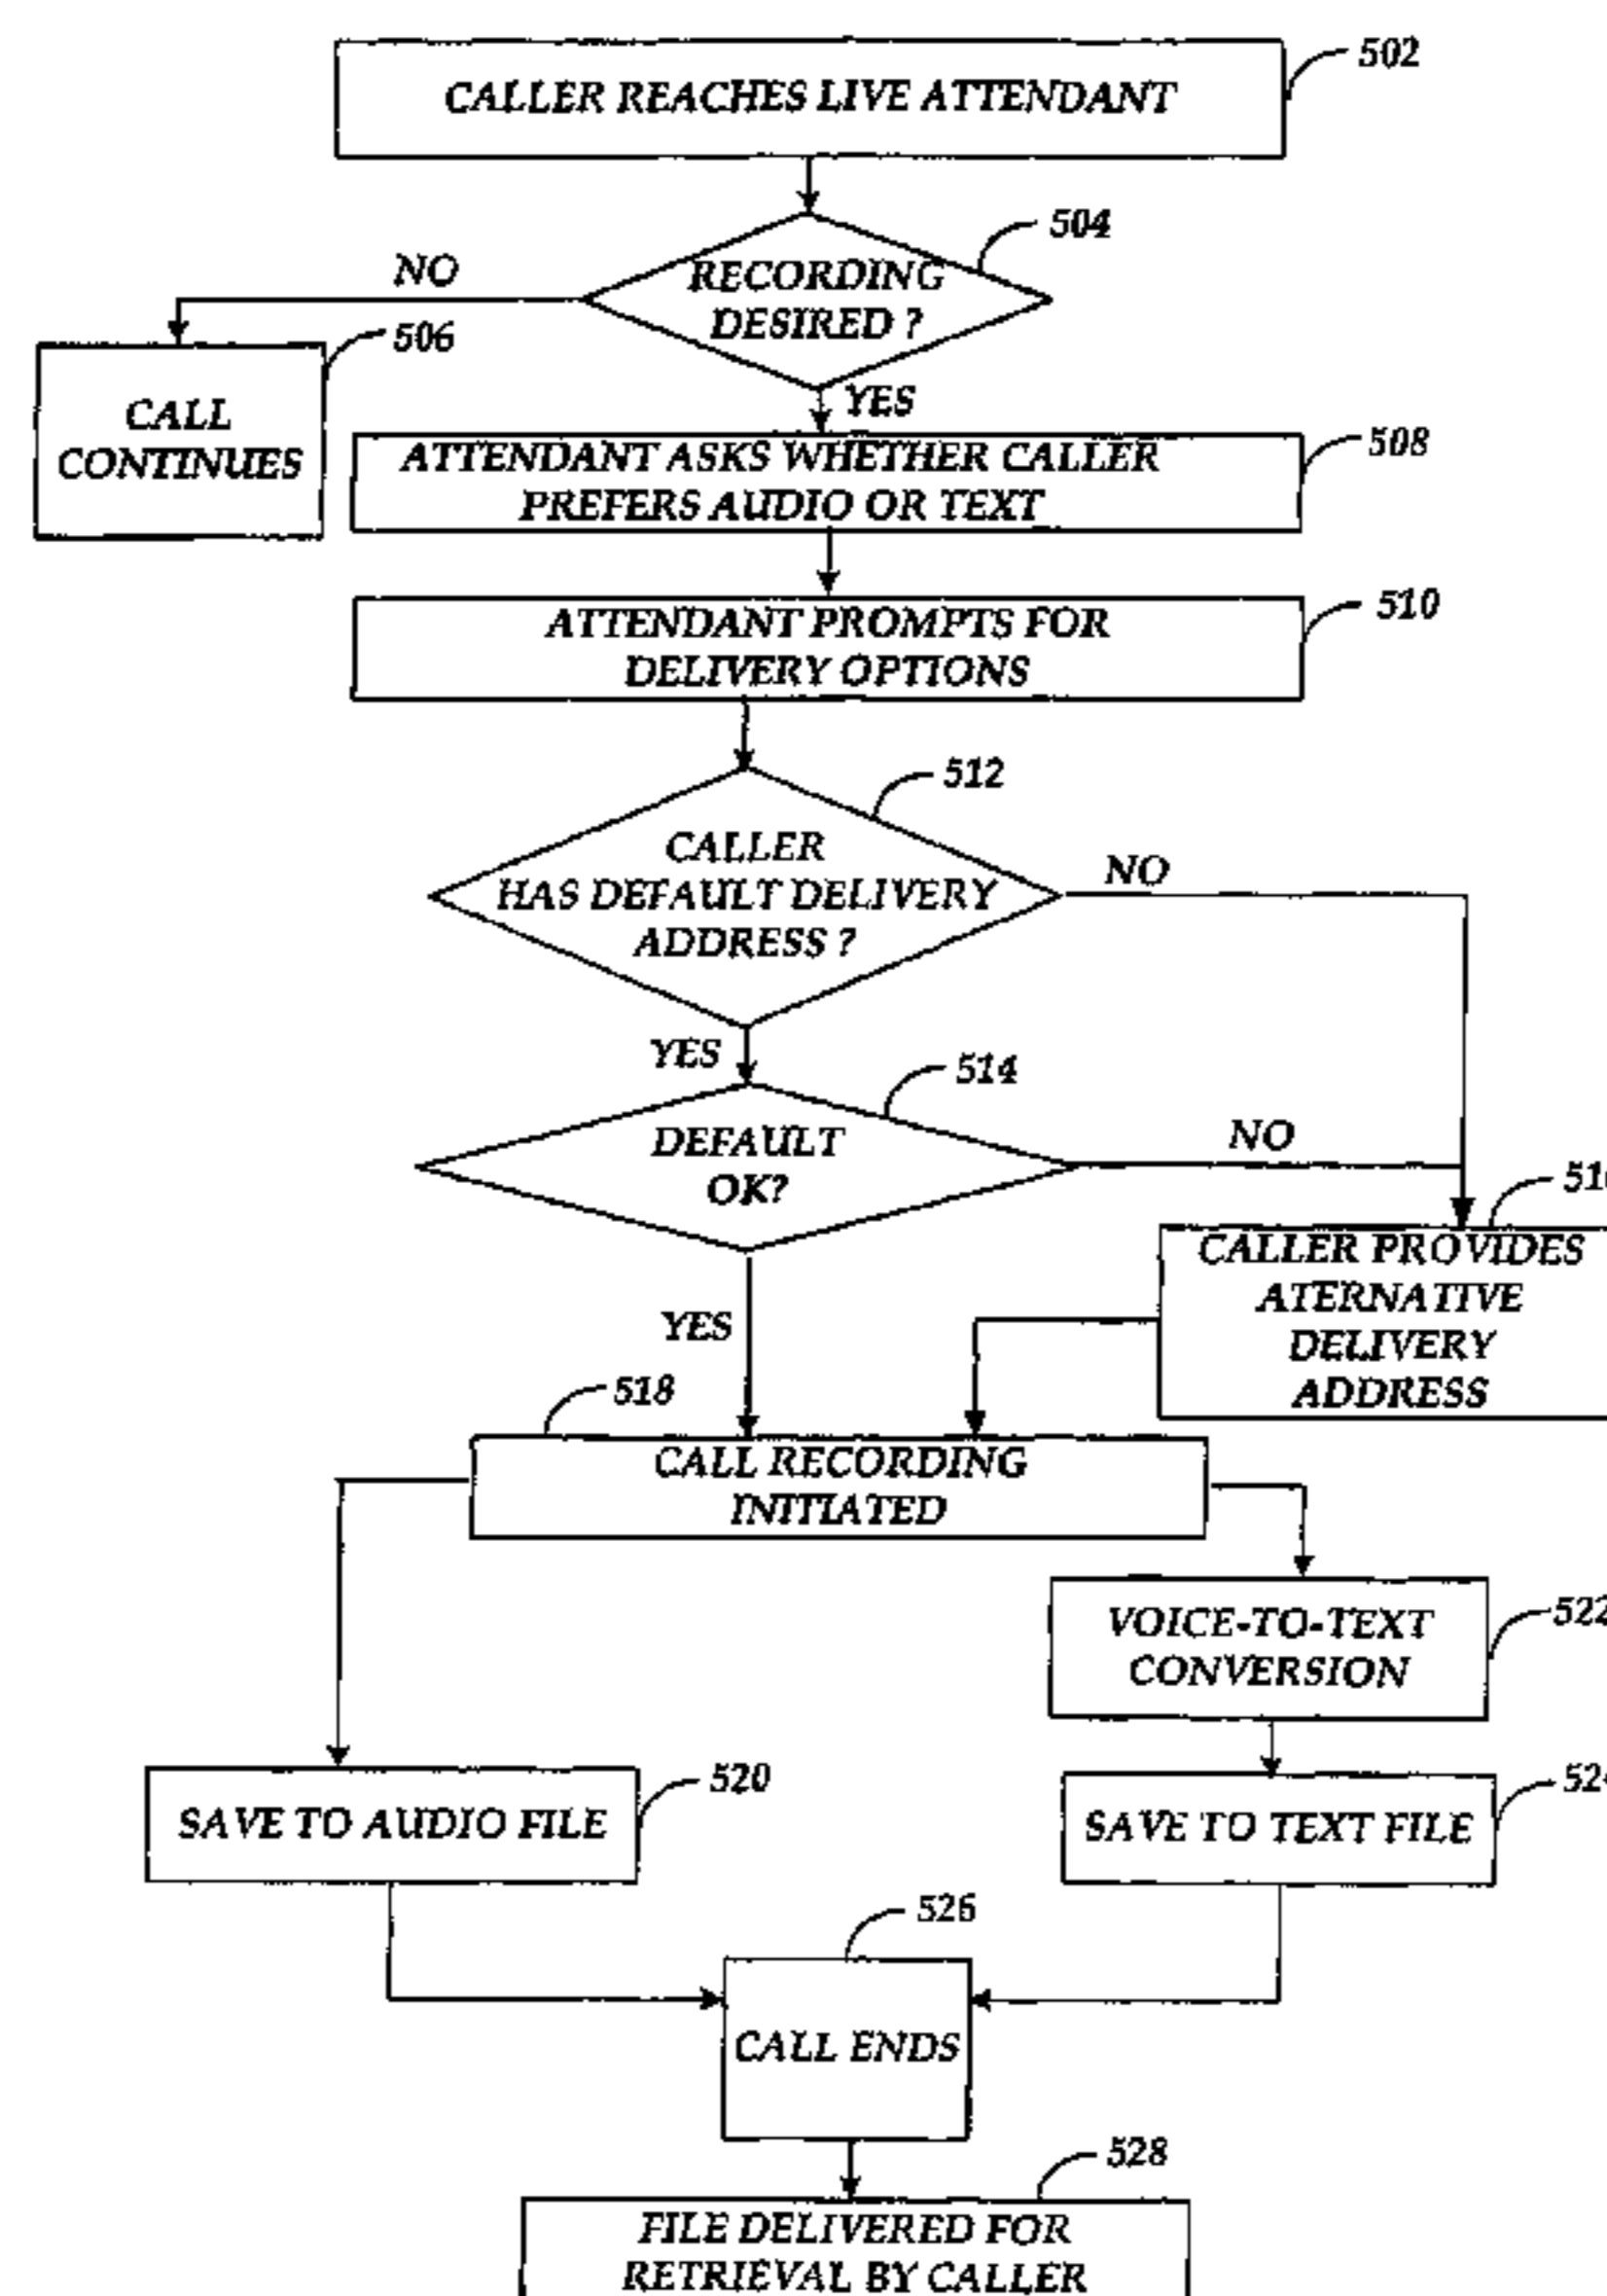 502
CALLER REACHES LIVE ATTENDANT
504
NO
RECORDING
DESIRED ?
506
CALL
CONTINUES
YES
ATTENDANT ASKS WHETHER CALLER
PREFERS AUDIO OR TEXT
508
ATTENDANT PROMPTS FOR
DELIVERY OPTIONS
510
512
CALLER
HAS DEFAULT DELIVERY
ADDRESS ?
NO
YES
514
DEFAULT
OK?
NO
CALLER PROVIDES
ATERNATIVE
DELIVERY
ADDRESS
YES
518
CALL RECORDING
INITIATED
VOICE-TO-TEXT
CONVERSION
522
520
SAVE TO AUDIO FILE
SAVE TO TEXT FILE
526
CALL ENDS
528
FILE DELIVERED FOR
RETRIEVAL BY CALLER